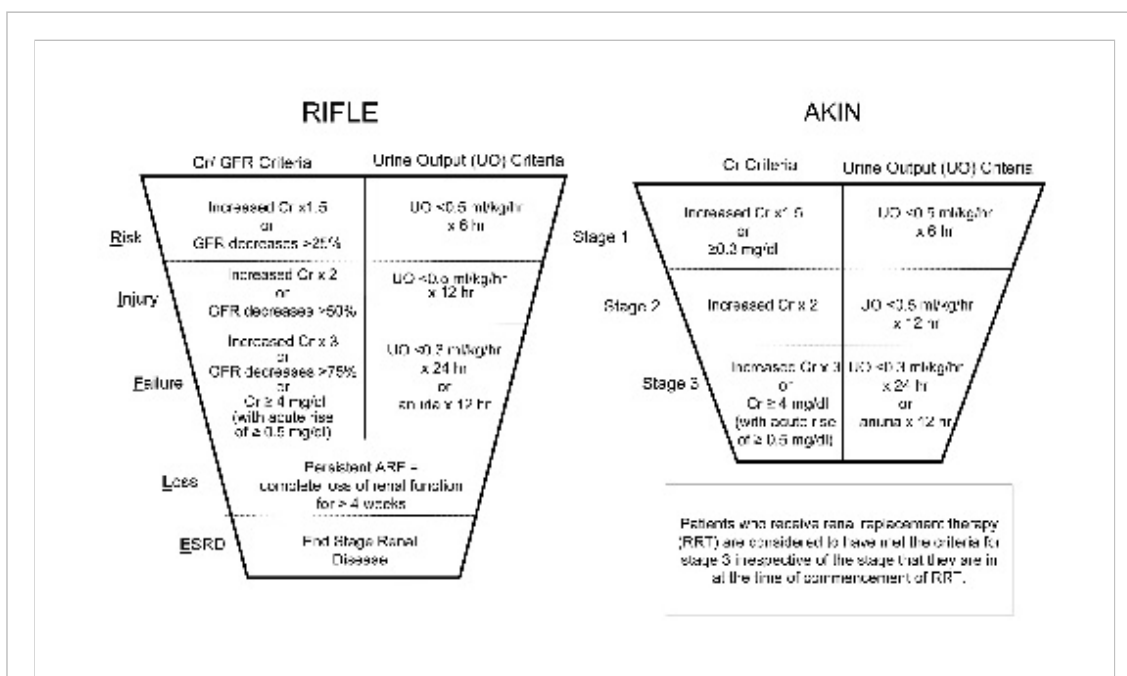 RIFLE
Cr/ GFR Criteria
Urine Output (UO) Criteria
Risk
Increased Cr x1.5
or
GFR decreases >25%
UO <0.5 ml/kg/hr
x 6 hr
Injury
Increased Cr x 2
or
GFR decreases >50%
UO <0.5 ml/kg/hr
x 12 hr
Failure
Increased Cr x 3
or
GFR decreases >75%
or
Cr ≥ 4 mg/dl
(with acute rise
of ≥ 0.5 mg/dl)
UO <0.3 ml/kg/hr
x 24 hr
or
anuria x 12 hr
Loss
Persistent ARF =
complete loss of renal function
for > 4 weeks
ESRD
End Stage Renal
Disease
AKIN
Cr Criteria
Urine Output (UO) Criteria
Stage 1
Increased Cr x1.5
or
≥0.3 mg/dl
UO <0.5 ml/kg/hr
x 6 hr
Stage 2
Increased Cr x 2
UO <0.5 ml/kg/hr
x 12 hr
Stage 3
Increased Cr x 3
or
Cr ≥ 4 mg/dl
(with acute rise
of ≥ 0.5 mg/dl)
UO <0.3 ml/kg/hr
x 24 hr
or
anuria x 12 hr
Patients who receive renal replacement therapy
(RRT) are considered to have met the criteria for
stage 3 irrespective of the stage that they are in
at the time of commencement of RRT.